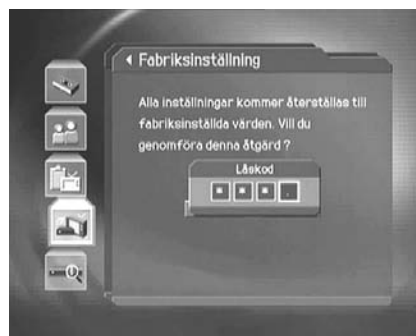 Fabriksinställning
Alla inställningar kommer återställas till
fabriksinställda värden. Vill du
genomföra denna åtgärd ?
Låskod